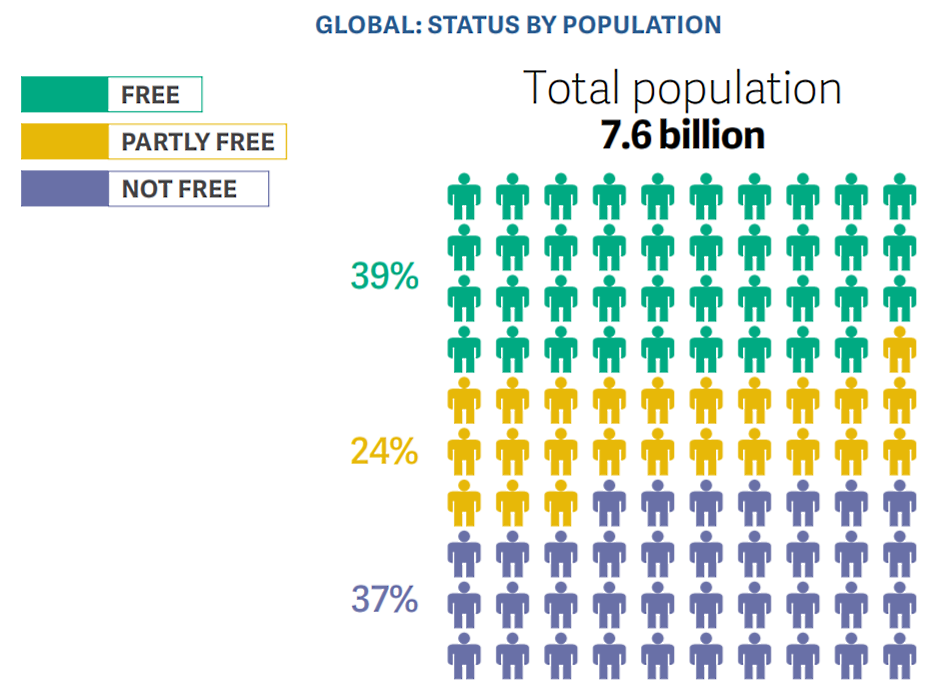 GLOBAL: STATUS BY POPULATION
FREE
PARTLY FREE
NOT FREE
Total population
7.6 billion
39%
24%
37%